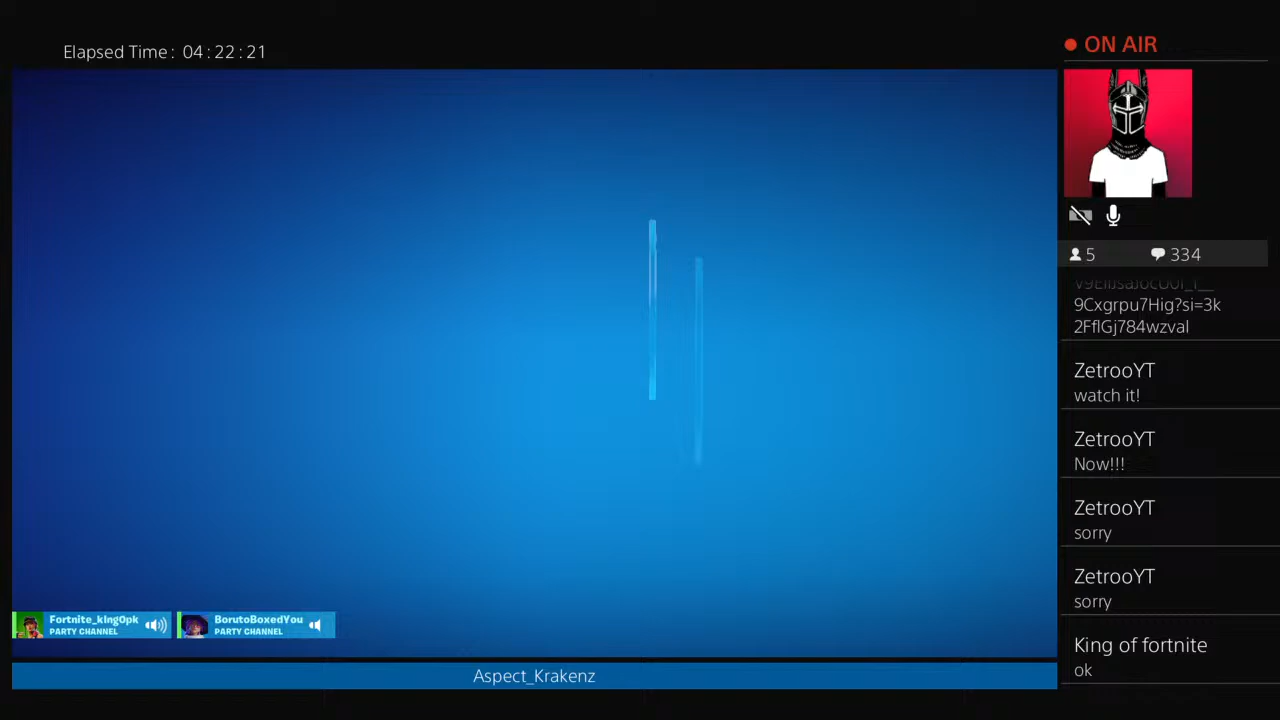 Elapsed Time: 04:22:21
ON AIR
5 334
9Cxgrpu7Hig?si=3k
2FflGj784wzval
ZetrooYT
watch it!
ZetrooYT
Now!!!
ZetrooYT
sorry
ZetrooYT
sorry
King of fortnite
ok
Fortnite_kIngOpk
PARTY CHANNEL
BorutoBoxedYou
PARTY CHANNEL
Aspect_Krakenz